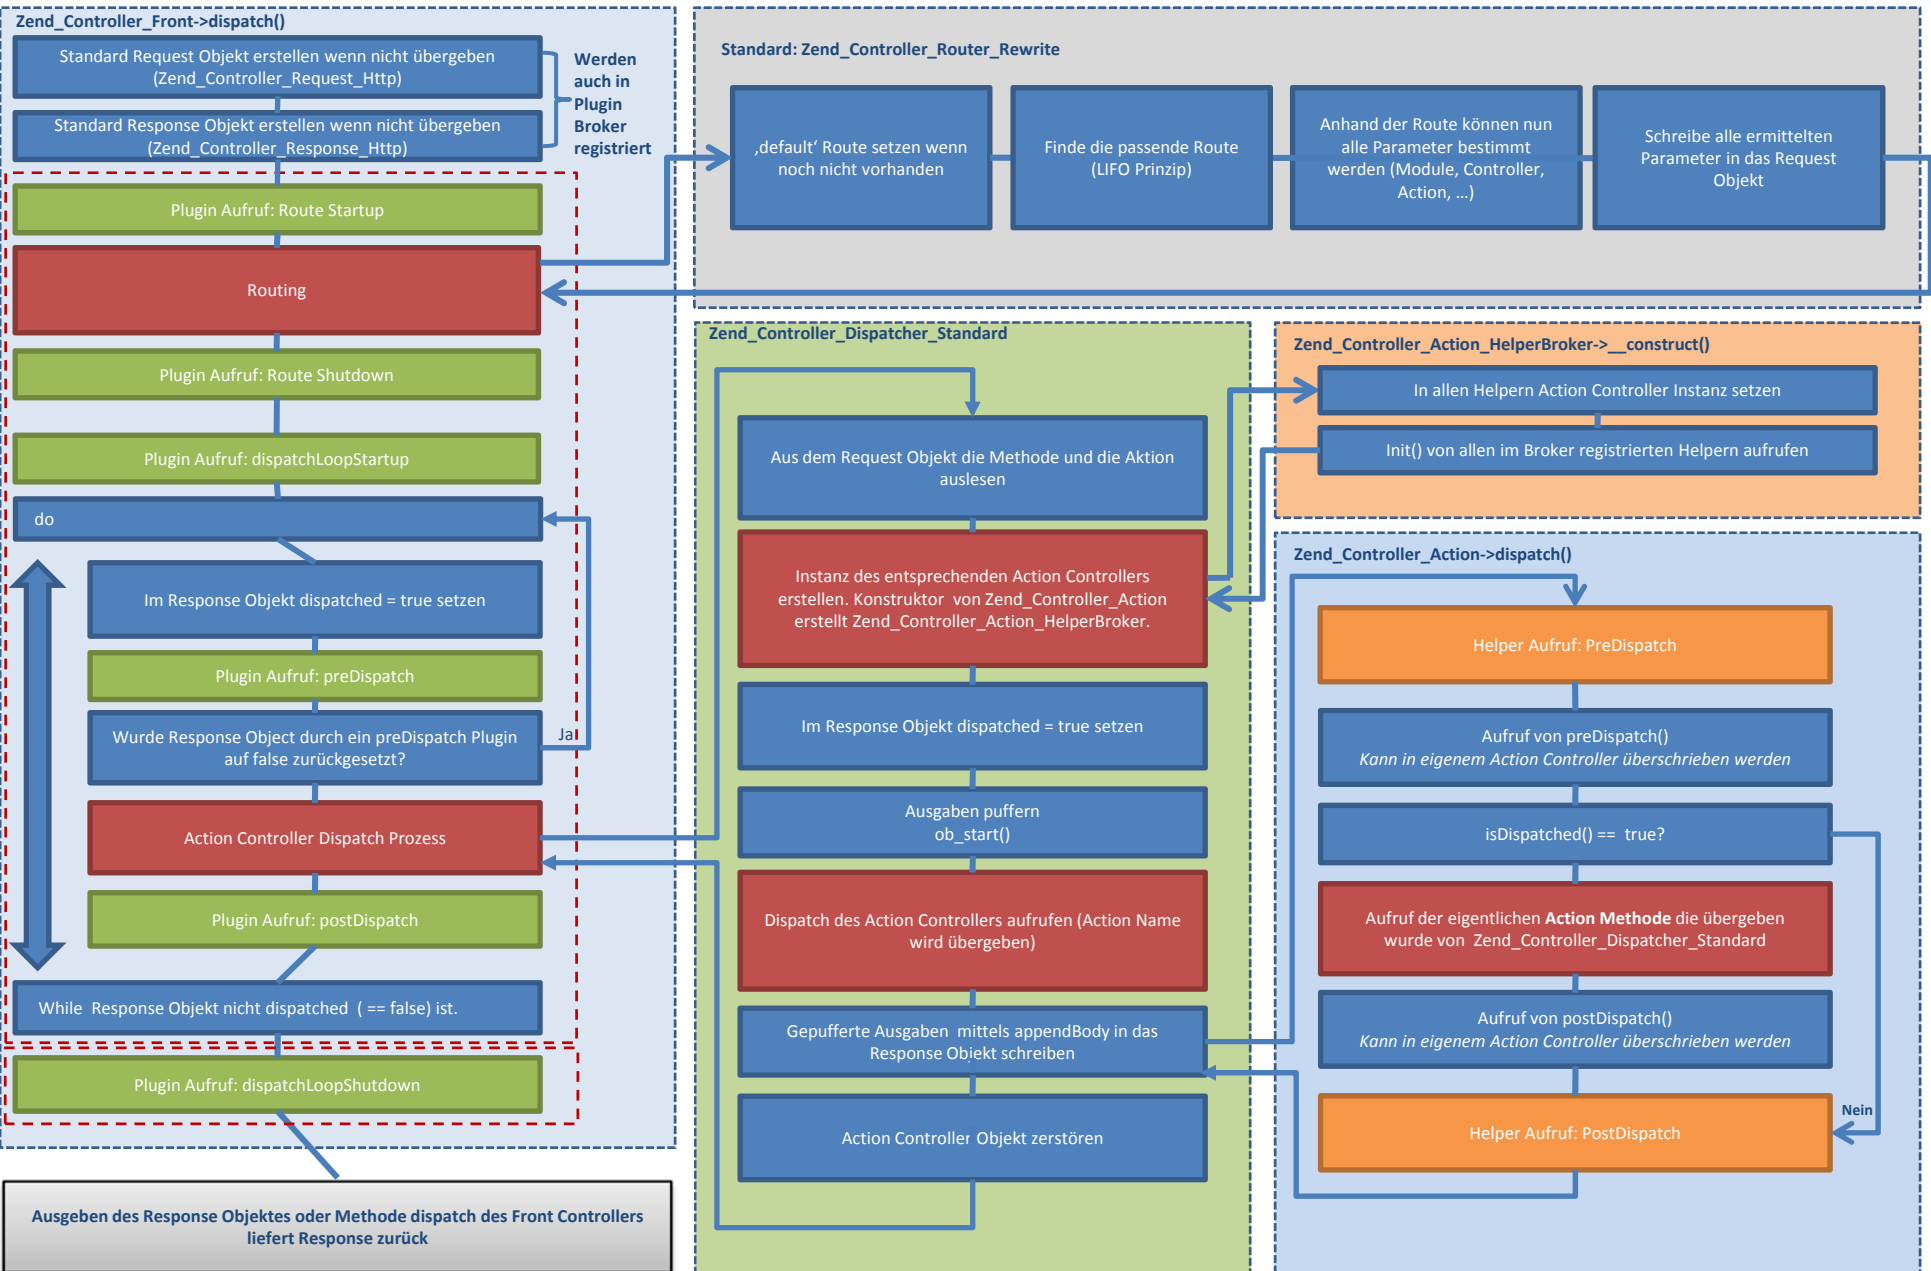 Zend_Controller_Front->dispatch()
Standard Request Objekt erstellen wenn nicht übergeben
(Zend_Controller_Request_Http)
Standard Response Objekt erstellen wenn nicht übergeben
(Zend_Controller_Response_Http)
Werden
auch in
Plugin
Broker
registriert
Plugin Aufruf: Route Startup
Routing
Plugin Aufruf: Route Shutdown
Plugin Aufruf: dispatchLoopStartup
do
Im Response Objekt dispatched = true setzen
Plugin Aufruf: preDispatch
Wurde Response Object durch ein preDispatch Plugin
auf false zurückgesetzt?
Ja
Action Controller Dispatch Prozess
Plugin Aufruf: postDispatch
While  Response Objekt nicht dispatched  ( == false) ist.
Plugin Aufruf: dispatchLoopShutdown
Ausgeben des Response Objektes oder Methode dispatch des Front Controllers
liefert Response zurück
Standard: Zend_Controller_Router_Rewrite
‚default‘ Route setzen wenn
noch nicht vorhanden
Finde die passende Route
(LIFO Prinzip)
Anhand der Route können nun
alle Parameter bestimmt
werden (Module, Controller,
Action, …)
Schreibe alle ermittelten
Parameter in das Request
Objekt
Zend_Controller_Dispatcher_Standard
Aus dem Request Objekt die Methode und die Aktion
auslesen
Instanz des entsprechenden Action Controllers
erstellen. Konstruktor  von Zend_Controller_Action
erstellt Zend_Controller_Action_HelperBroker.
Im Response Objekt dispatched = true setzen
Ausgaben puffern
ob_start()
Dispatch des Action Controllers aufrufen (Action Name
wird übergeben)
Gepufferte Ausgaben  mittels appendBody in das
Response Objekt schreiben
Action Controller Objekt zerstören
Zend_Controller_Action_HelperBroker->__construct()
In allen Helpern Action Controller Instanz setzen
Init() von allen im Broker registrierten Helpern aufrufen
Zend_Controller_Action->dispatch()
Helper Aufruf: PreDispatch
Aufruf von preDispatch()
Kann in eigenem Action Controller überschrieben werden
isDispatched() ==  true?
Aufruf der eigentlichen Action Methode die übergeben
wurde von  Zend_Controller_Dispatcher_Standard
Aufruf von postDispatch()
Kann in eigenem Action Controller überschrieben werden
Nein
Helper Aufruf: PostDispatch